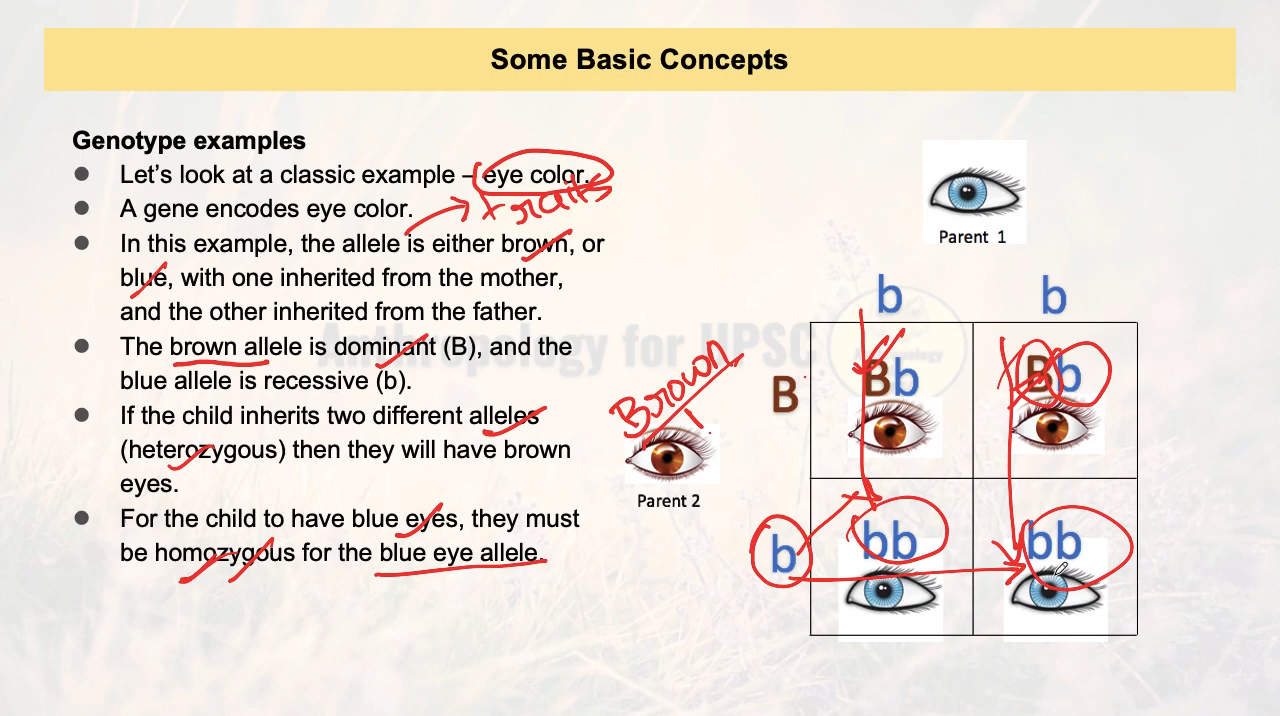 Some Basic Concepts
Genotype examples
● Let's look at a classic example – eye color.
traits
● A gene encodes eye color.
● In this example, the allele is either brown, or
blue, with one inherited from the mother,
and the other inherited from the father.
● The brown allele is dominant (B), and the
blue allele is recessive (b).
● If the child inherits two different alleles
(heterozygous) then they will have brown
eyes.
● For the child to have blue eyes, they must
be homozygous for the blue eye allele.
Anthropology for UPSC
Parent 1
b b
Brown
B Bb Bb
Parent 2
b bb bb